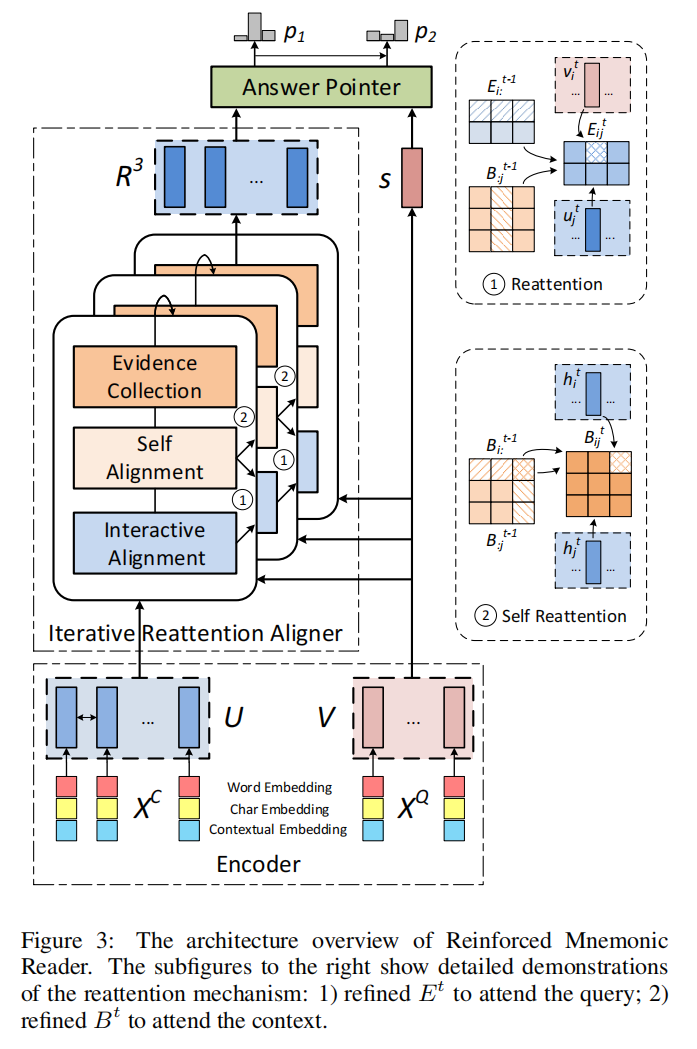 p1
p2
Answer Pointer
R^3
...
s
Evidence
Collection
Self
Alignment
Interactive
Alignment
2
2
1
1
Iterative Reattention Aligner
U
...
V
...
X^C
X^Q
Word Embedding
Char Embedding
Contextual Embedding
Encoder
E_{i:}^{t-1}
v_i^t
... ...
E_{ij}^t
B_{:j}^{t-1}
u_j^t
... ...
1 Reattention
h_i^t
... ...
B_{i:}^{t-1}
B_{ij}^t
B_{:j}^{t-1}
h_j^t
... ...
2 Self Reattention
Figure 3: The architecture overview of Reinforced Mnemonic
Reader. The subfigures to the right show detailed demonstrations
of the reattention mechanism: 1) refined E^t to attend the query; 2)
refined B^t to attend the context.